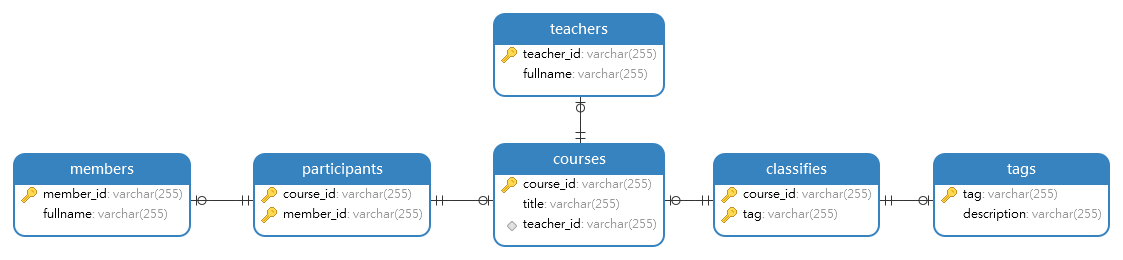 teachers
teacher_id: varchar(255)
fullname: varchar(255)
members
member_id: varchar(255)
fullname: varchar(255)
participants
course_id: varchar(255)
member_id: varchar(255)
courses
course_id: varchar(255)
title: varchar(255)
teacher_id: varchar(255)
classifies
course_id: varchar(255)
tag: varchar(255)
tags
tag: varchar(255)
description: varchar(255)